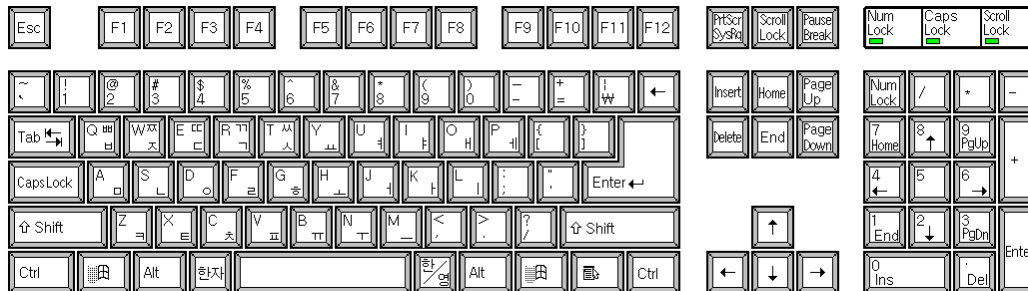 Esc F1 F2 F3 F4 F5 F6 F7 F8 F9 F10 F11 F12 PrtScr SysRq Scroll Lock Pause Break Num Lock Caps Lock Scroll Lock
~ ` ! 1 @ 2 # 3 $ 4 % 5 ^ 6 & 7 * 8 ( 9 ) 0 _ - + = ¦ ₩ ← Insert Home Page Up Num Lock / * -
Tab Q ㅃ ㅂ W ㅉ ㅈ E ㄸ ㄷ R ㄲ ㄱ T ㅆ ㅅ Y ㅛ U ㅕ I ㅑ O ㅐ P ㅔ { [ } ] Delete End Page Down 7 Home 8 ↑ 9 PgUp +
CapsLock A ㅁ S ㄴ D ㅇ F ㄹ G ㅎ H ㅗ J ㅓ K ㅏ L ㅣ : ; " ' Enter ↵ 4 ← 5 6 →
⇧ Shift Z ㅋ X ㅌ C ㅊ V ㅍ B ㅠ N ㅜ M ㅡ < , > . ? / ⇧ Shift ↑ 1 End 2 ↓ 3 PgDn Enter
Ctrl Alt 한자 한/영 Alt Ctrl ← ↓ → 0 Ins . Del